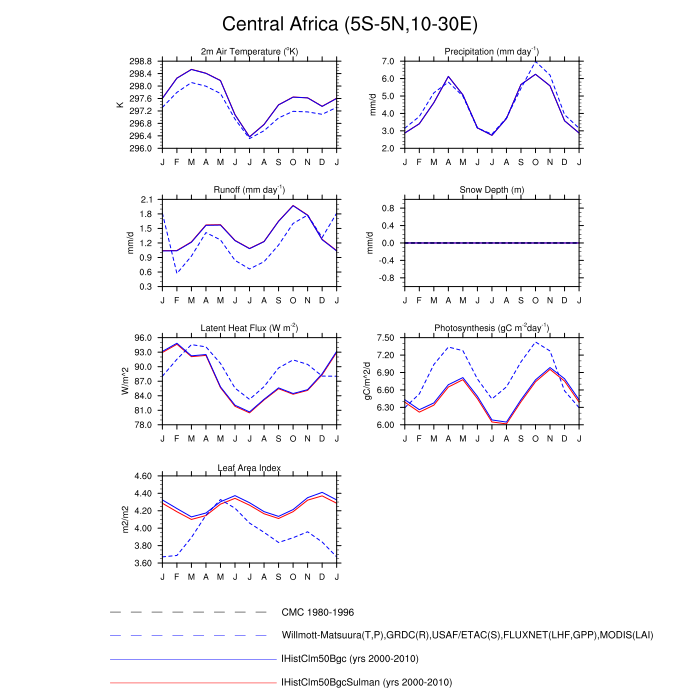 Central Africa (5S-5N,10-30E)
2m Air Temperature (°K)
Precipitation (mm day⁻¹)
298.8
298.4
298.0
297.6
297.2
296.8
296.4
296.0
K
J F M A M J J A S O N D J
7.0
6.0
5.0
4.0
3.0
2.0
mm/d
J F M A M J J A S O N D J
Runoff (mm day⁻¹)
Snow Depth (m)
2.1
1.8
1.5
1.2
0.9
0.6
0.3
mm/d
J F M A M J J A S O N D J
0.8
0.4
0.0
-0.4
-0.8
mm/d
J F M A M J J A S O N D J
Latent Heat Flux (W m⁻²)
Photosynthesis (gC m⁻²day⁻¹)
96.0
93.0
90.0
87.0
84.0
81.0
78.0
W/m^2
J F M A M J J A S O N D J
7.50
7.20
6.90
6.60
6.30
6.00
gC/m^2/d
J F M A M J J A S O N D J
Leaf Area Index
4.60
4.40
4.20
4.00
3.80
3.60
m2/m2
J F M A M J J A S O N D J
CMC 1980-1996
Willmott-Matsuura(T,P),GRDC(R),USAF/ETAC(S),FLUXNET(LHF,GPP),MODIS(LAI)
IHistClm50Bgc (yrs 2000-2010)
IHistClm50BgcSulman (yrs 2000-2010)